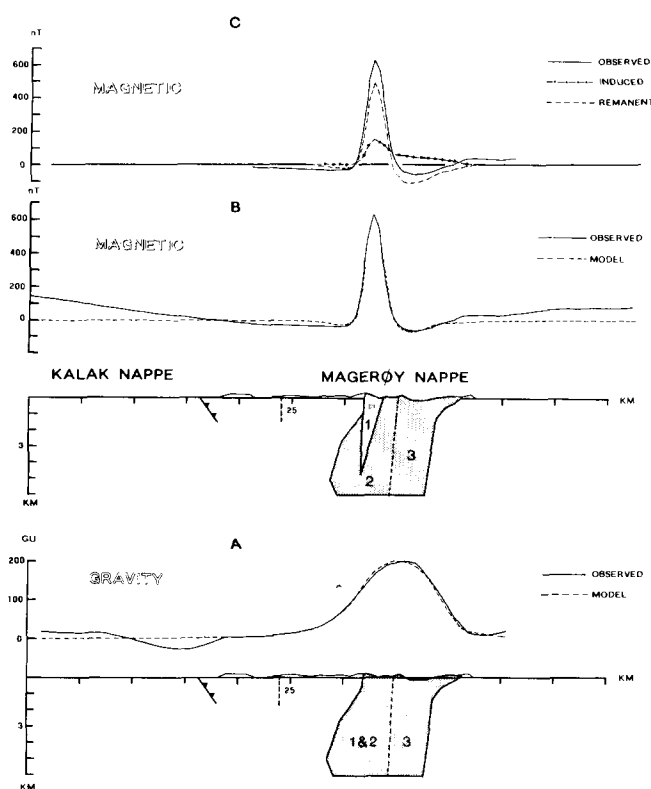 C
nT
600
400
200
0
MAGNETIC
OBSERVED
INDUCED
REMANENT
nT
B
600
400
200
0
MAGNETIC
OBSERVED
MODEL
KALAK NAPPE
MAGERØY NAPPE
KM
25
3
1
2
3
KM
GU
A
200
100
0
GRAVITY
OBSERVED
MODEL
KM
25
3
1&2
3
KM